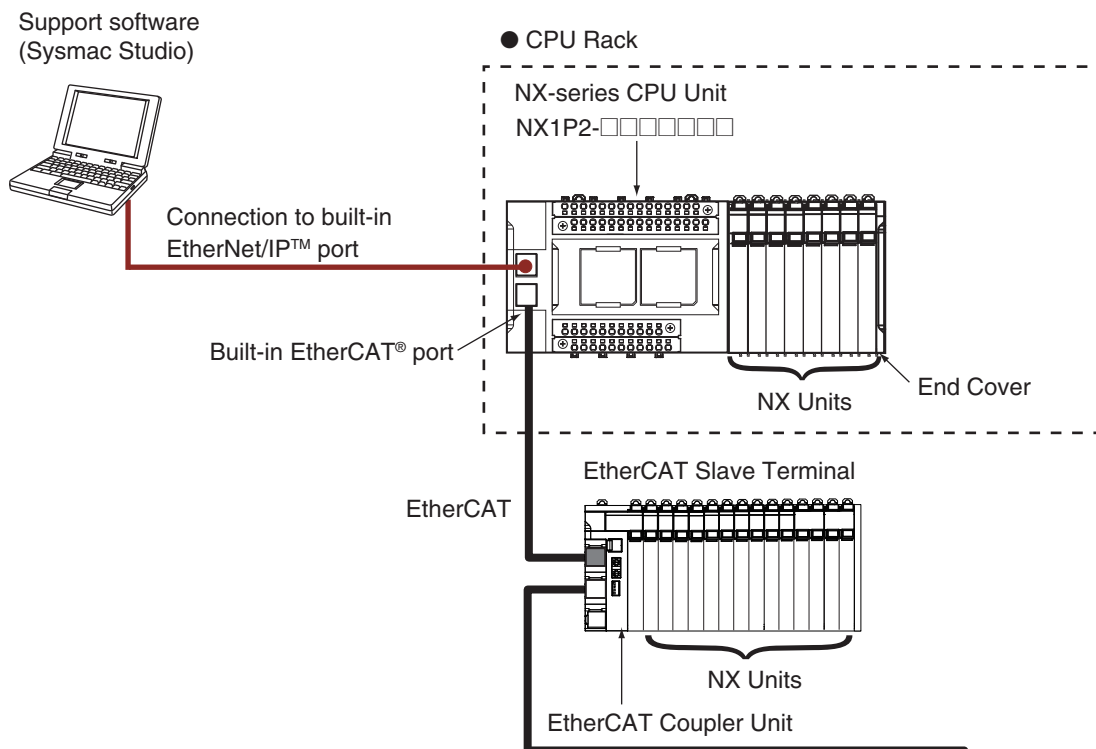 Support software
(Sysmac Studio)
● CPU Rack
NX-series CPU Unit
NX1P2-□□□□□□□
Connection to built-in
EtherNet/IP™ port
Built-in EtherCAT® port
End Cover
NX Units
EtherCAT Slave Terminal
EtherCAT
NX Units
EtherCAT Coupler Unit